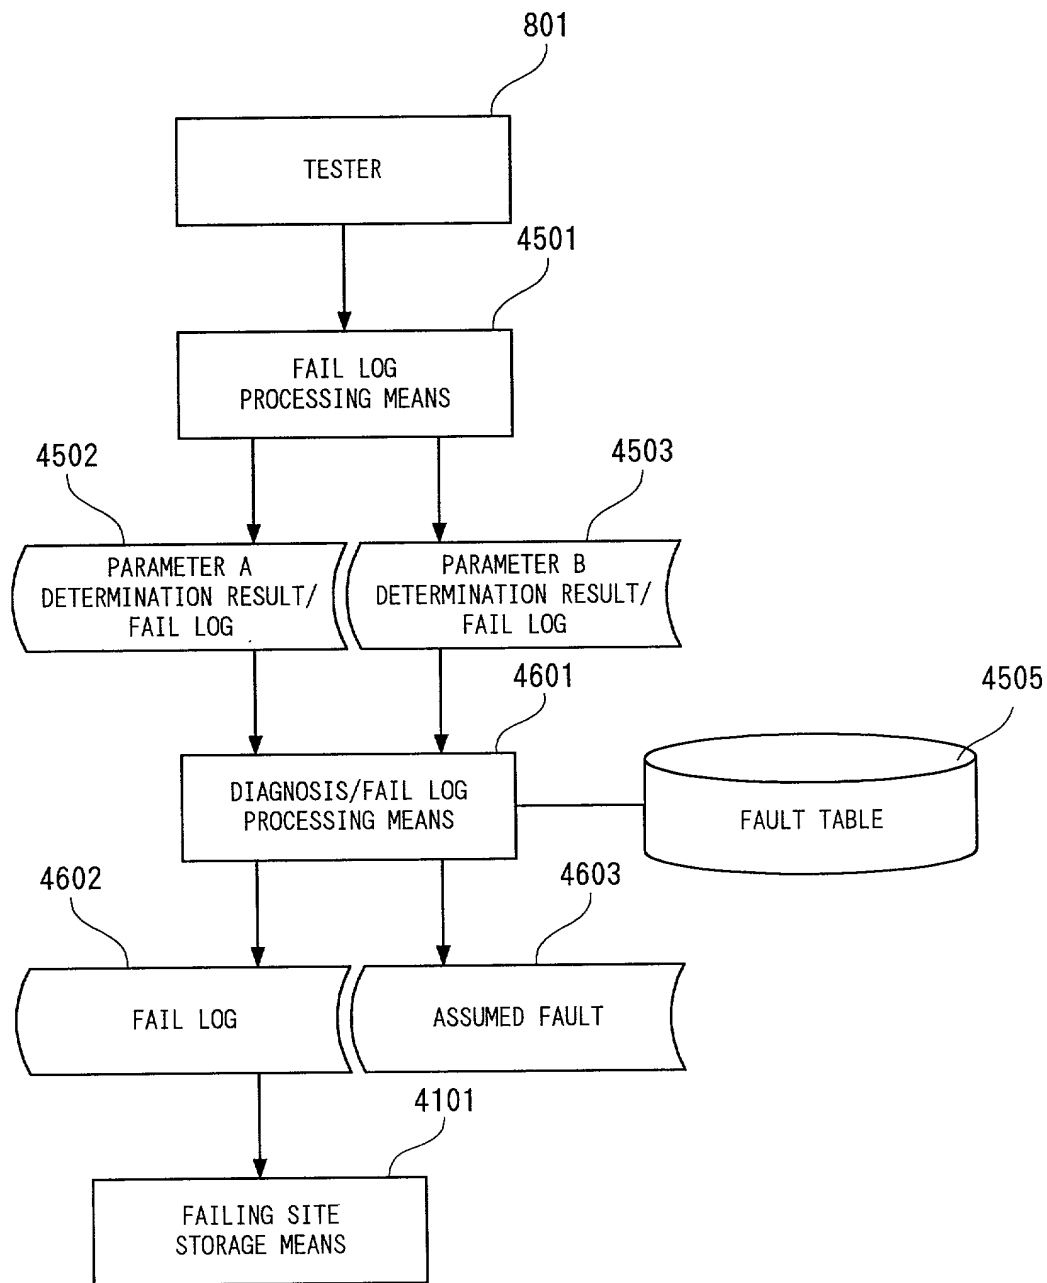 801
TESTER
4501
FAIL LOG
PROCESSING MEANS
4502
4503
PARAMETER A
DETERMINATION RESULT/
FAIL LOG
PARAMETER B
DETERMINATION RESULT/
FAIL LOG
4601
4505
DIAGNOSIS/FAIL LOG
PROCESSING MEANS
FAULT TABLE
4602
4603
FAIL LOG
ASSUMED FAULT
4101
FAILING SITE
STORAGE MEANS